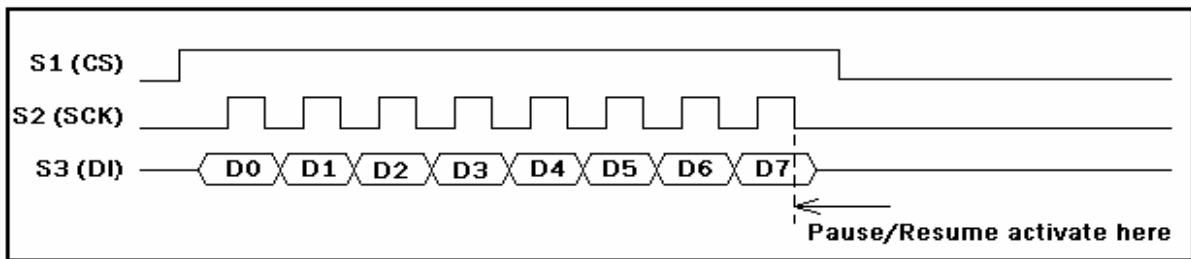 S1 (CS)
S2 (SCK)
S3 (DI) D0 D1 D2 D3 D4 D5 D6 D7
Pause/Resume activate here